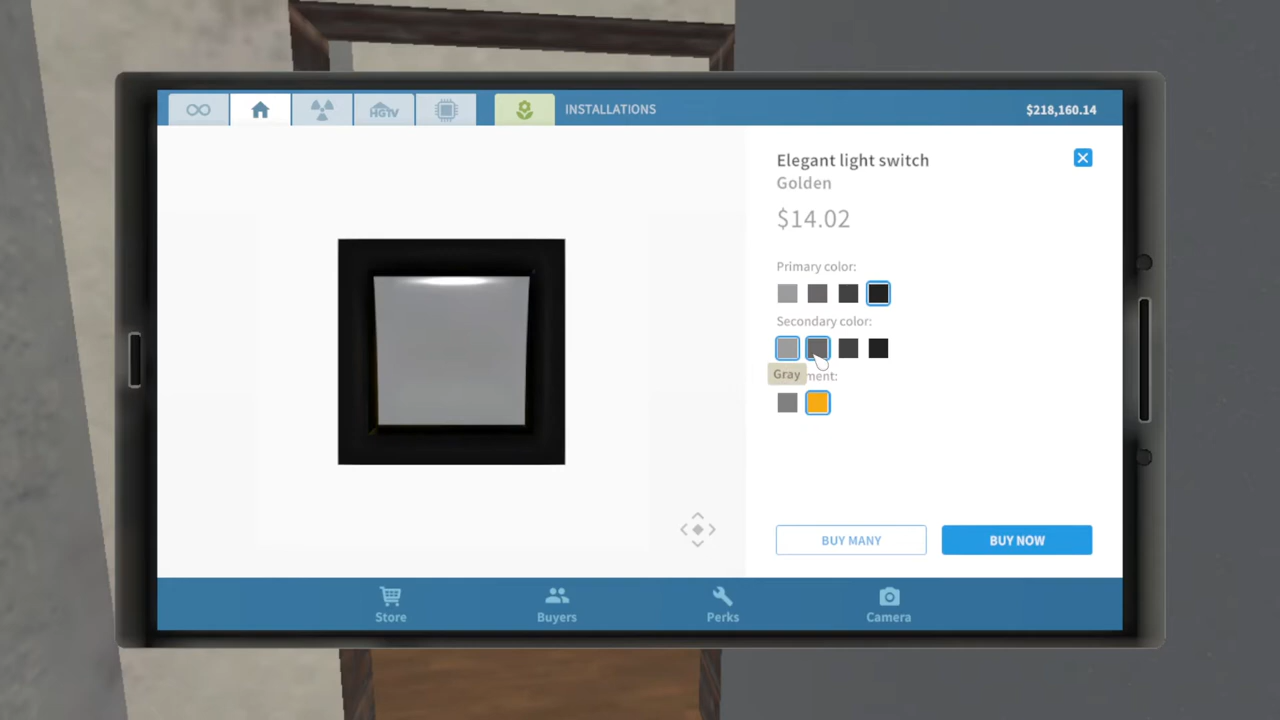 HGTV
INSTALLATIONS
$218,160.14
Elegant light switch
Golden
$14.02
Primary color:
Secondary color:
Gray
ment:
BUY MANY
BUY NOW
Store
Buyers
Perks
Camera